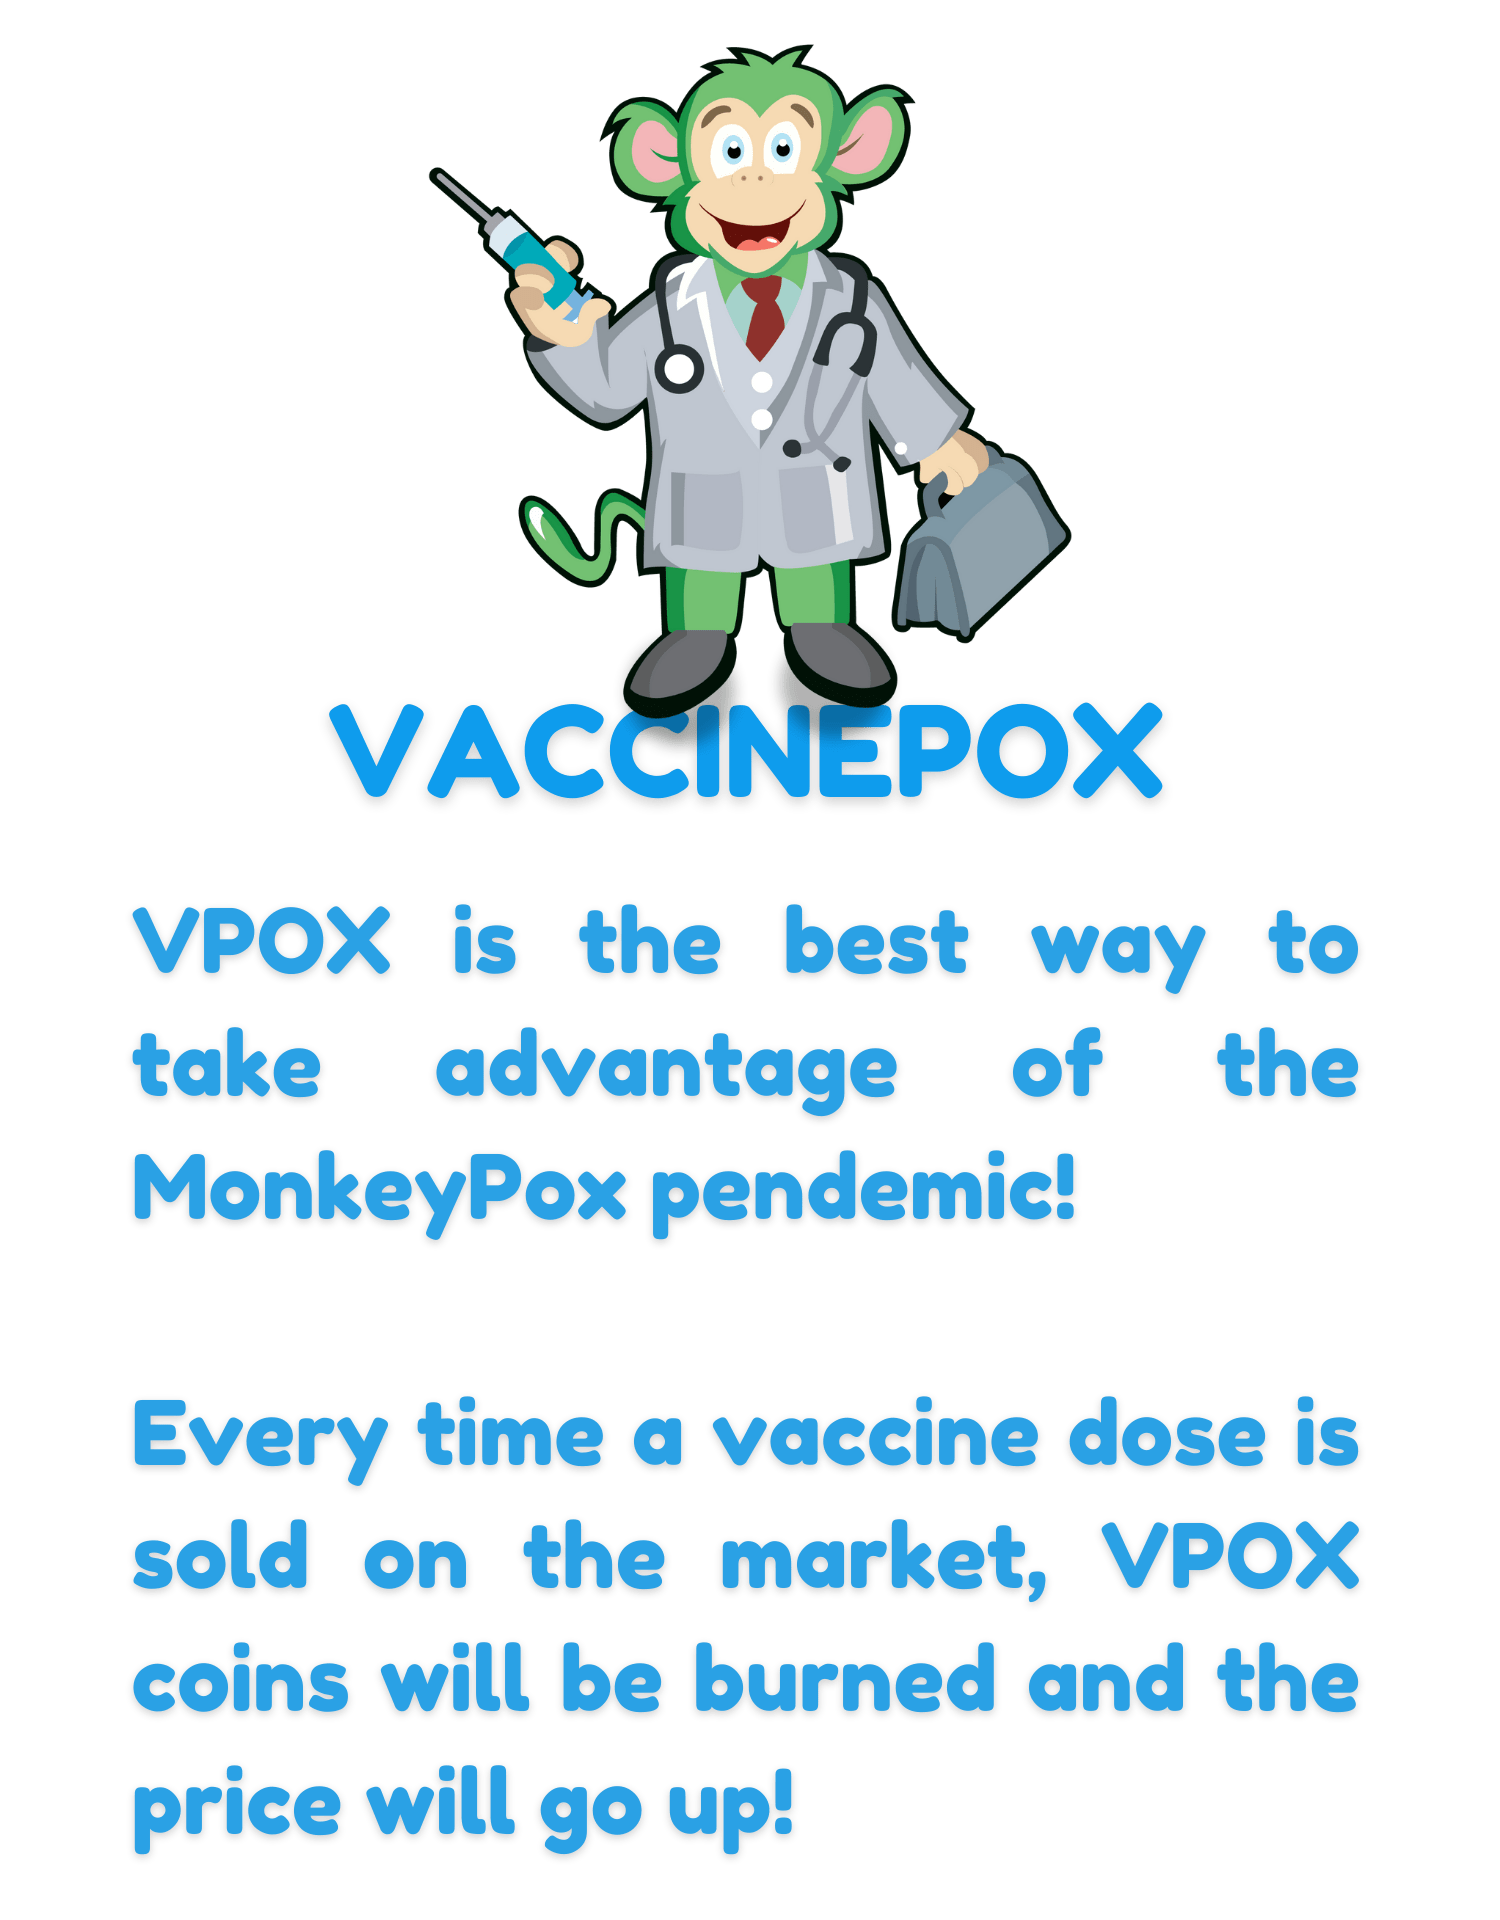 VACCINEPOX
VPOX is the best way to
take advantage of the
MonkeyPox pendemic!
Every time a vaccine dose is
sold on the market, VPOX
coins will be burned and the
price will go up!